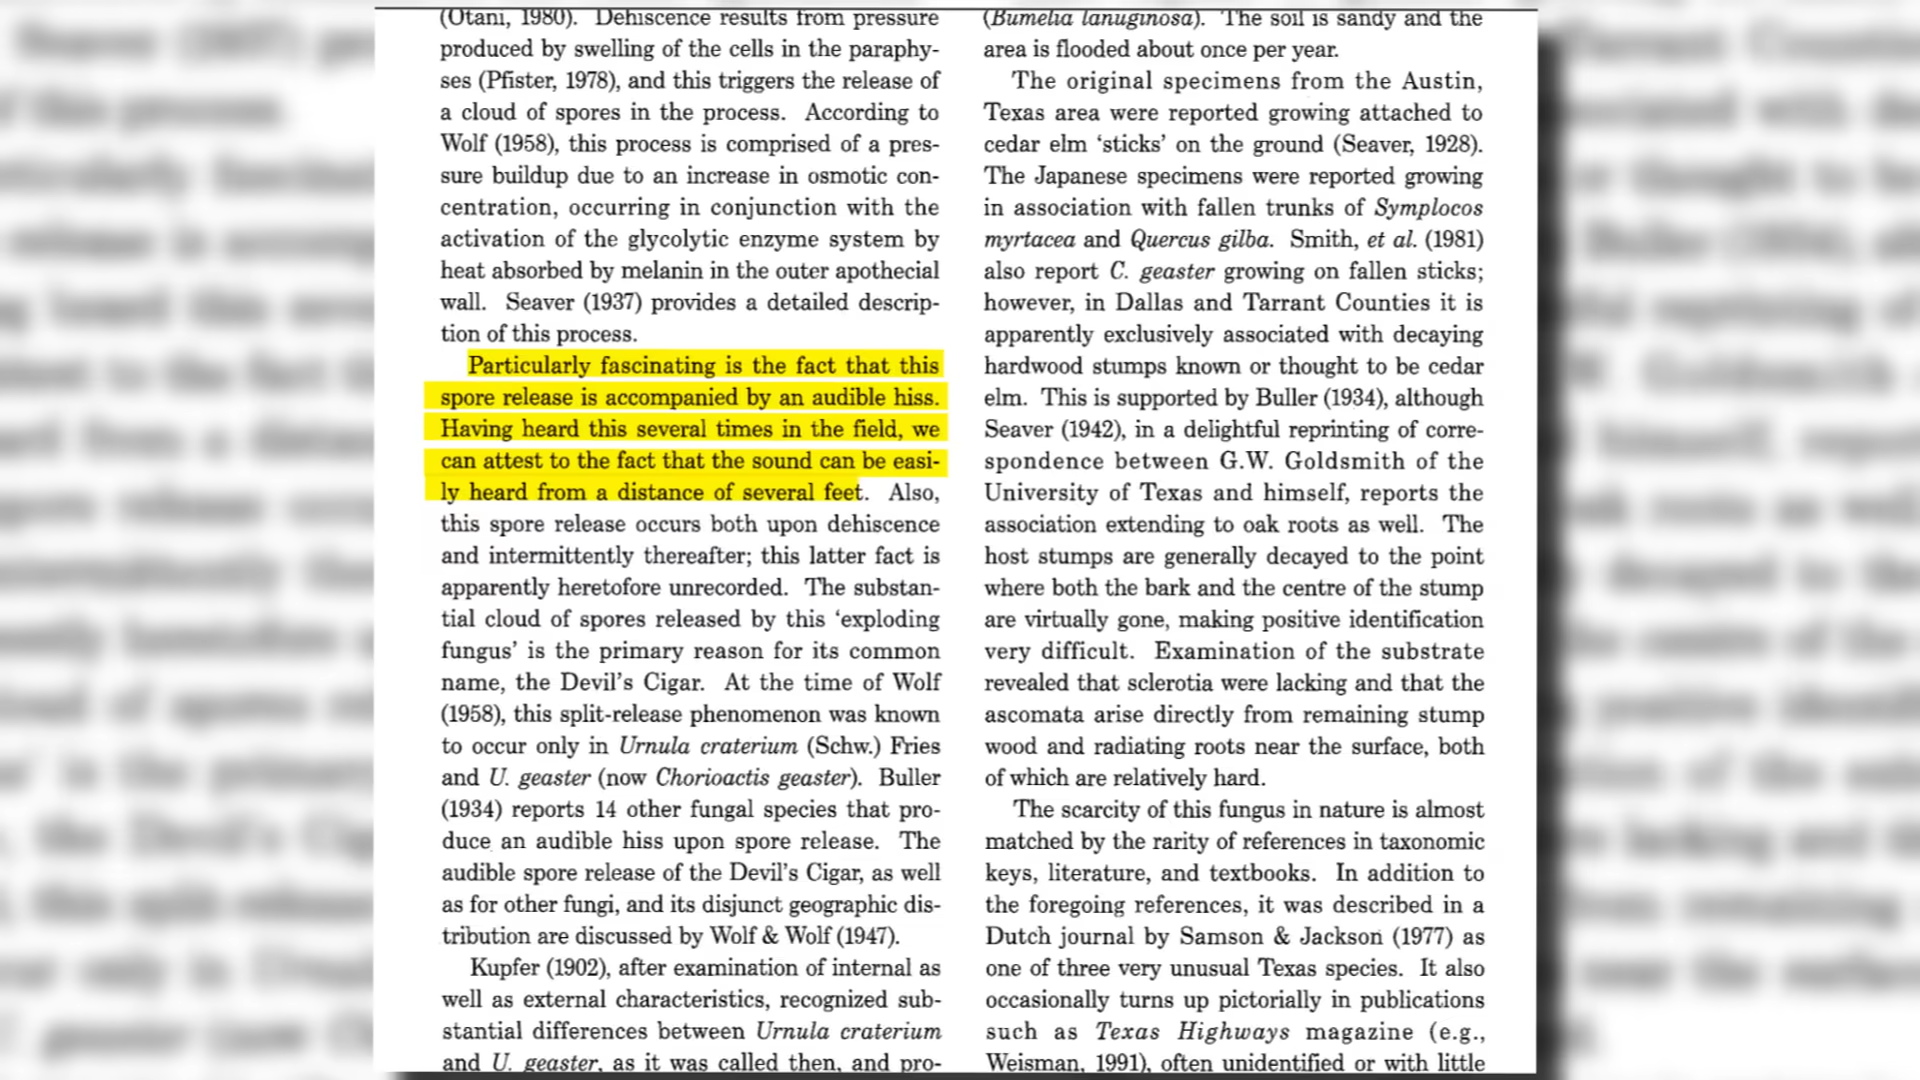 (Otani, 1980). Dehiscence results from pressure
produced by swelling of the cells in the paraphy-
ses (Pfister, 1978), and this triggers the release of
a cloud of spores in the process. According to
Wolf (1958), this process is comprised of a pres-
sure buildup due to an increase in osmotic con-
centration, occurring in conjunction with the
activation of the glycolytic enzyme system by
heat absorbed by melanin in the outer apothecial
wall. Seaver (1937) provides a detailed descrip-
tion of this process.
Particularly fascinating is the fact that this
spore release is accompanied by an audible hiss.
Having heard this several times in the field, we
can attest to the fact that the sound can be easi-
ly heard from a distance of several feet. Also,
this spore release occurs both upon dehiscence
and intermittently thereafter; this latter fact is
apparently heretofore unrecorded. The substan-
tial cloud of spores released by this ‘exploding
fungus’ is the primary reason for its common
name, the Devil’s Cigar. At the time of Wolf
(1958), this split-release phenomenon was known
to occur only in Urnula craterium (Schw.) Fries
and U. geaster (now Chorioactis geaster). Buller
(1934) reports 14 other fungal species that pro-
duce an audible hiss upon spore release. The
audible spore release of the Devil’s Cigar, as well
as for other fungi, and its disjunct geographic dis-
tribution are discussed by Wolf & Wolf (1947).
Kupfer (1902), after examination of internal as
well as external characteristics, recognized sub-
stantial differences between Urnula craterium
and U. geaster, as it was called then, and pro-
(Bumelia lanuginosa). The soil is sandy and the
area is flooded about once per year.
The original specimens from the Austin,
Texas area were reported growing attached to
cedar elm ‘sticks’ on the ground (Seaver, 1928).
The Japanese specimens were reported growing
in association with fallen trunks of Symplocos
myrtacea and Quercus gilba. Smith, et al. (1981)
also report C. geaster growing on fallen sticks;
however, in Dallas and Tarrant Counties it is
apparently exclusively associated with decaying
hardwood stumps known or thought to be cedar
elm. This is supported by Buller (1934), although
Seaver (1942), in a delightful reprinting of corre-
spondence between G.W. Goldsmith of the
University of Texas and himself, reports the
association extending to oak roots as well. The
host stumps are generally decayed to the point
where both the bark and the centre of the stump
are virtually gone, making positive identification
very difficult. Examination of the substrate
revealed that sclerotia were lacking and that the
ascomata arise directly from remaining stump
wood and radiating roots near the surface, both
of which are relatively hard.
The scarcity of this fungus in nature is almost
matched by the rarity of references in taxonomic
keys, literature, and textbooks. In addition to
the foregoing references, it was described in a
Dutch journal by Samson & Jackson (1977) as
one of three very unusual Texas species. It also
occasionally turns up pictorially in publications
such as Texas Highways magazine (e.g.,
Weisman, 1991), often unidentified or with little